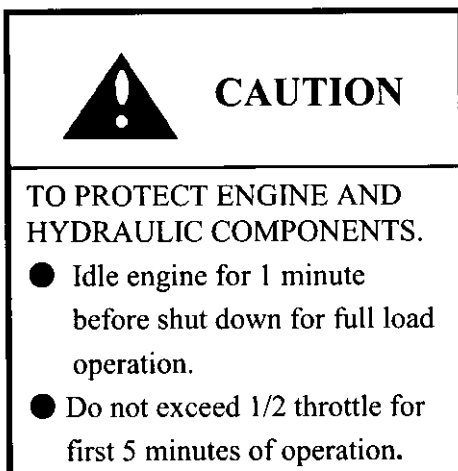 CAUTION
TO PROTECT ENGINE AND
HYDRAULIC COMPONENTS.
● Idle engine for 1 minute
before shut down for full load
operation.
● Do not exceed 1/2 throttle for
first 5 minutes of operation.